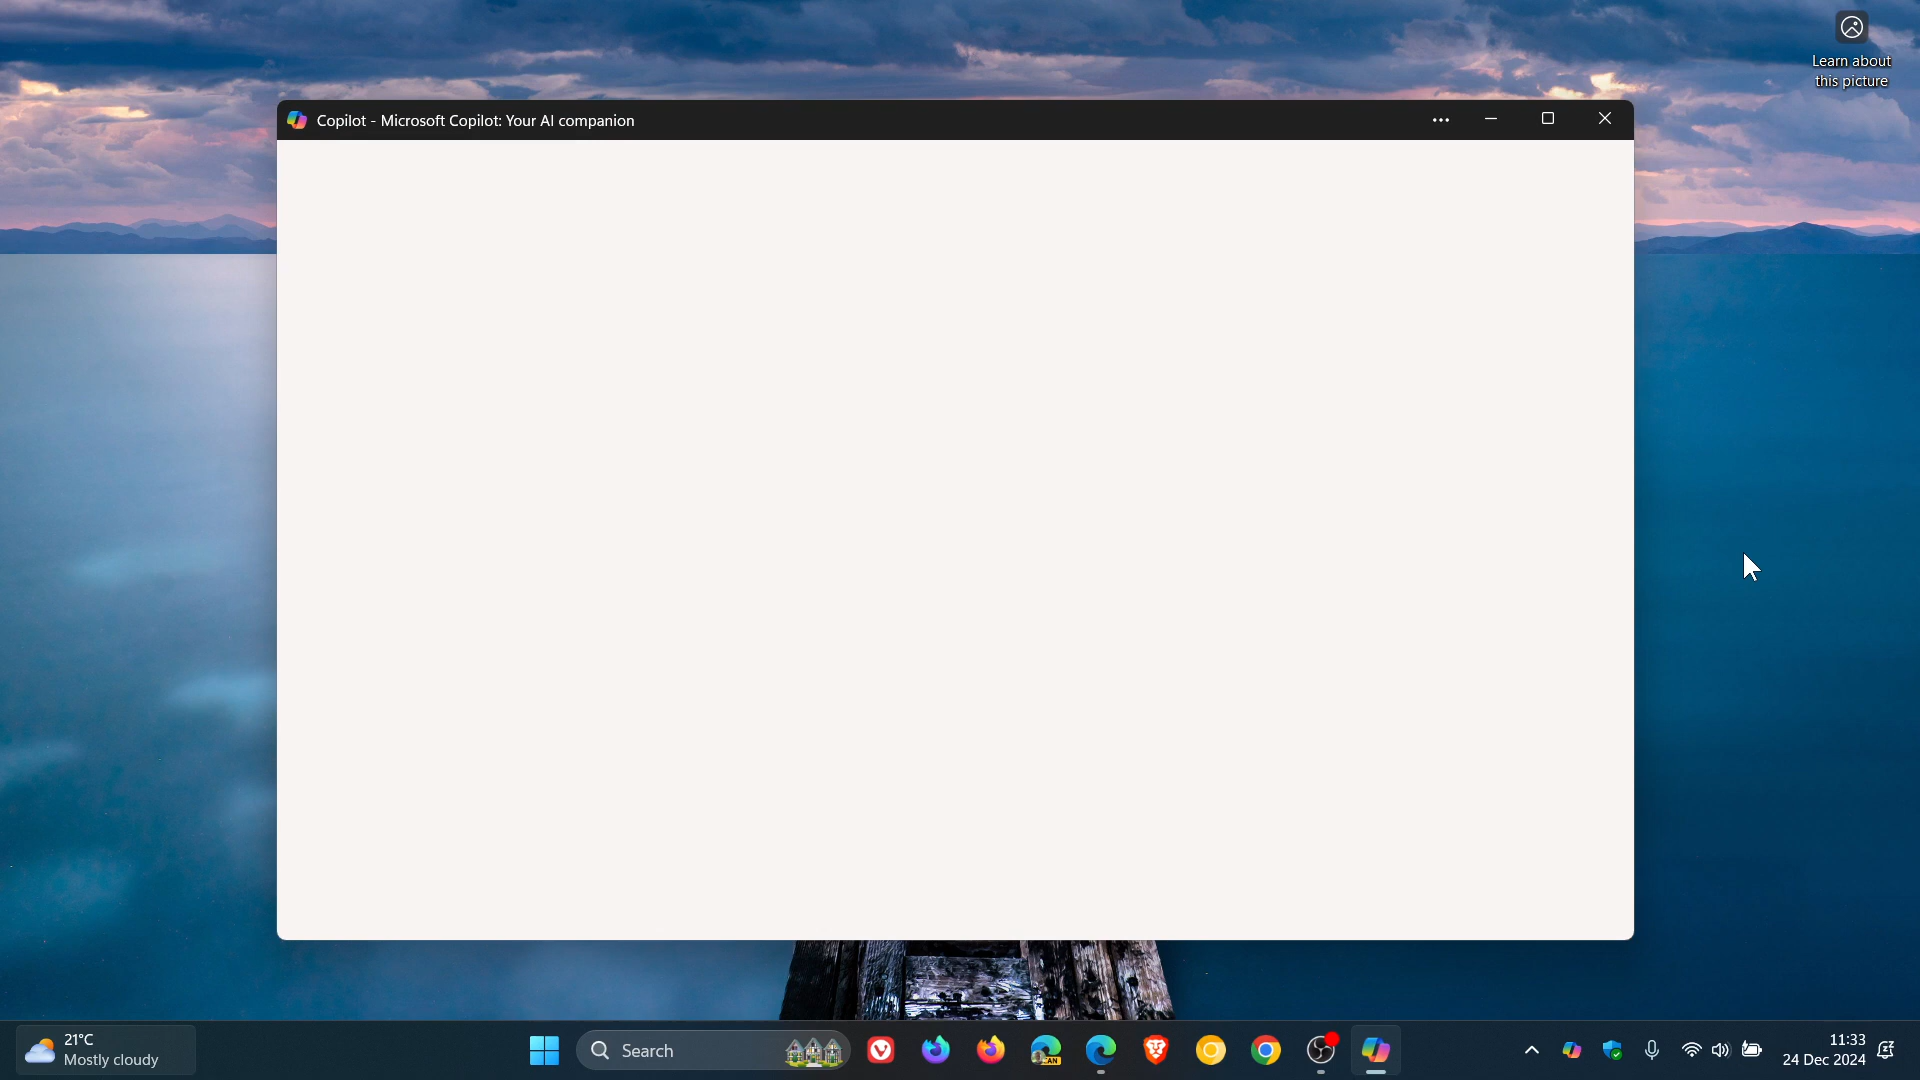 Learn about
this picture
Copilot - Microsoft Copilot: Your AI companion
21°C
Mostly cloudy
Search
CAN
11:33
24 Dec 2024